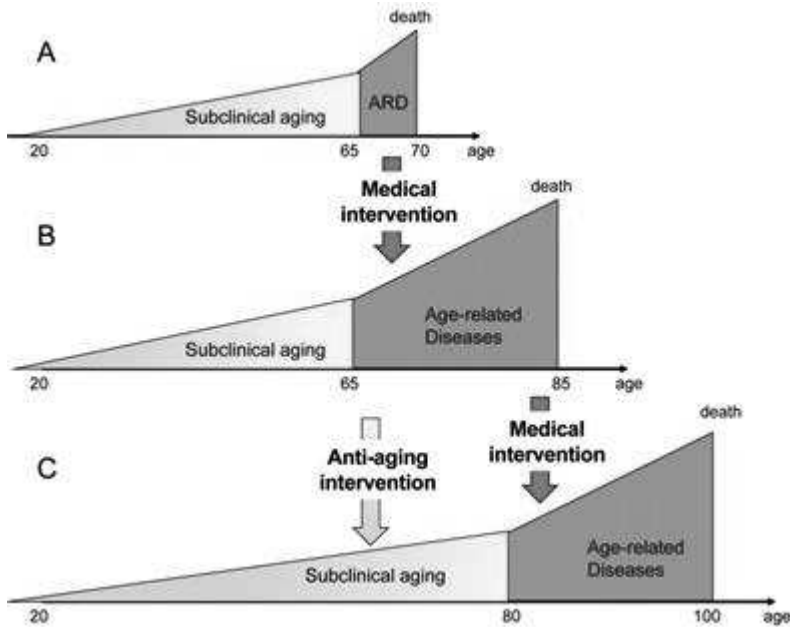 death
A
ARD
Subclinical aging
20 65 70 age
Medical
intervention
death
B
Age-related
Diseases
Subclinical aging
20 65 85 age
death
C
Anti-aging
intervention
Medical
intervention
Age-related
Diseases
Subclinical aging
20 80 100 age